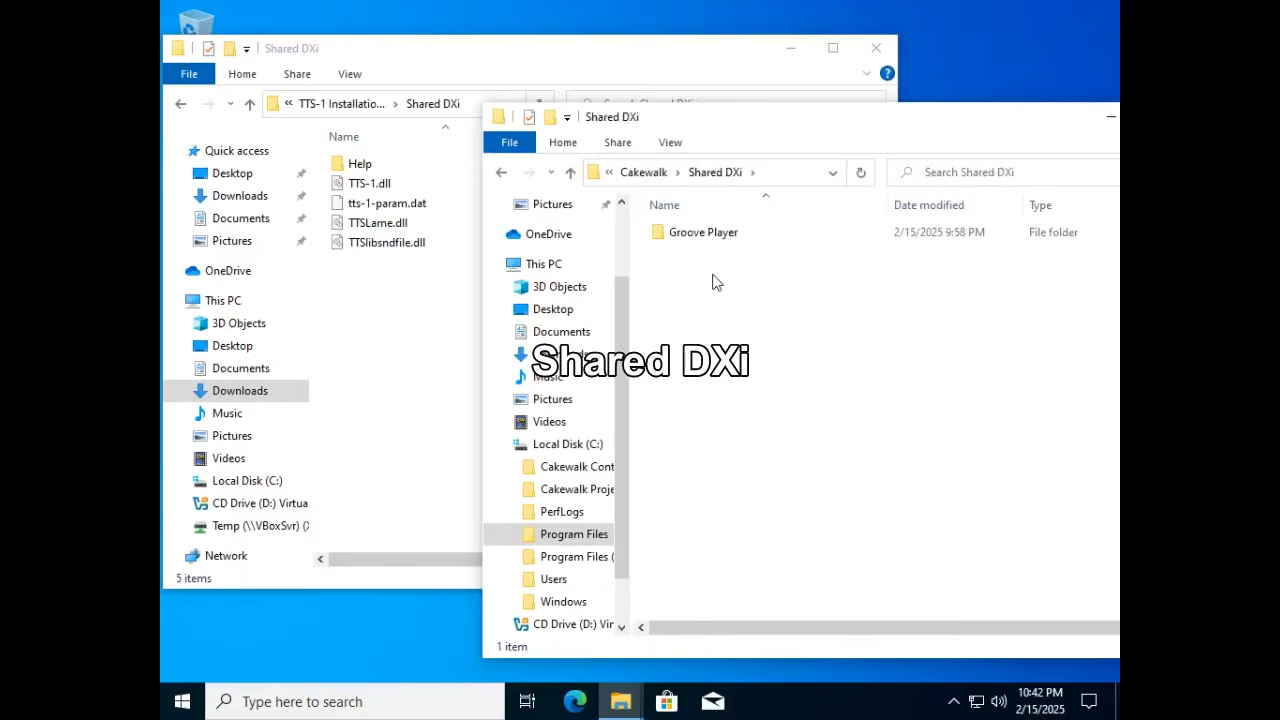 Shared DXi
File
Home
Share
View
TTS-1 Installatio...
Shared DXi
Name
Quick access
Desktop
Downloads
Documents
Pictures
OneDrive
This PC
3D Objects
Desktop
Documents
Downloads
Music
Pictures
Videos
Local Disk (C:)
CD Drive (D:) Virtua
Temp (\\VBoxSvr) (
Network
Help
TTS-1.dll
tts-1-param.dat
TTSLame.dll
TTSlibsndfile.dll
5 items
Shared DXi
File
Home
Share
View
Cakewalk
Shared DXi
Search Shared DXi
Pictures
OneDrive
This PC
3D Objects
Desktop
Documents
Music
Pictures
Videos
Local Disk (C:)
Cakewalk Cont
Cakewalk Proje
PerfLogs
Program Files
Program Files (
Users
Windows
CD Drive (D:) Vir
Name
Date modified
Type
Groove Player
2/15/2025 9:58 PM
File folder
1 item
Shared DXi
Type here to search
10:42 PM
2/15/2025